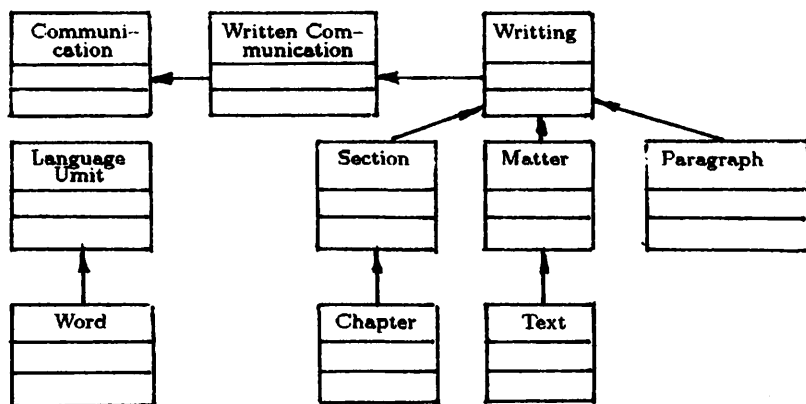 Communi--
cation
Written Com-
munication
Writting
Language
Umit
Section
Matter
Paragraph
Word
Chapter
Text